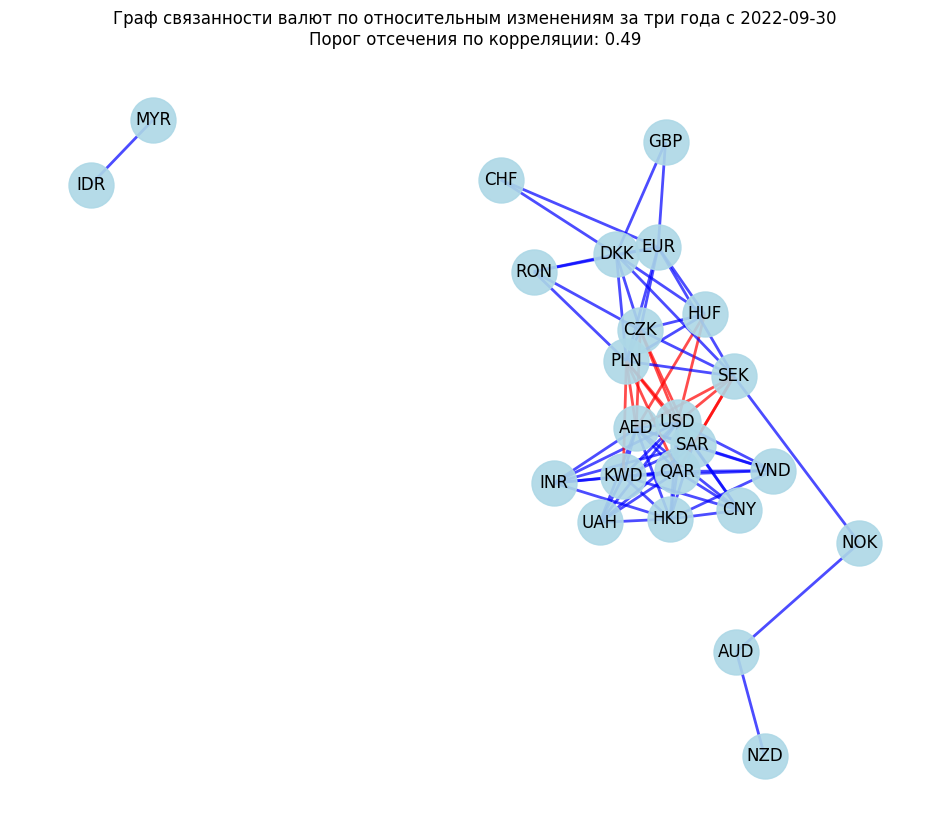 Граф связанности валют по относительным изменениям за три года с 2022-09-30
Порог отсечения по корреляции: 0.49
MYR
GBP
CHF
IDR
EUR
DKK
RON
HUF
CZK
PLN
SEK
USD
AED
SAR
QAR
VND
KWD
INR
CNY
HKD
UAH
NOK
AUD
NZD